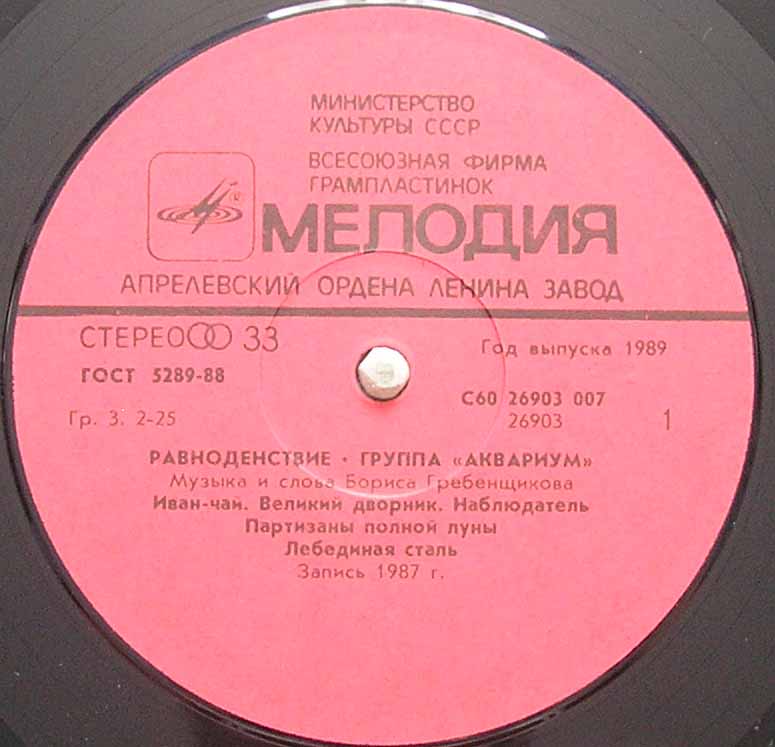 МИНИСТЕРСТВО
КУЛЬТУРЫ СССР
ВСЕСОЮЗНАЯ ФИРМА
ГРАМПЛАСТИНОК
®
МЕЛОДИЯ
АПРЕЛЕВСКИЙ ОРДЕНА ЛЕНИНА ЗАВОД
СТЕРЕО 33
Год выпуска 1989
ГОСТ 5289-88
С60 26903 007
Гр. 3. 2-25
26903
1
РАВНОДЕНСТВИЕ · ГРУППА «АКВАРИУМ»
Музыка и слова Бориса Гребенщикова
Иван-чай. Великий дворник. Наблюдатель
Партизаны полной луны
Лебединая сталь
Запись 1987 г.